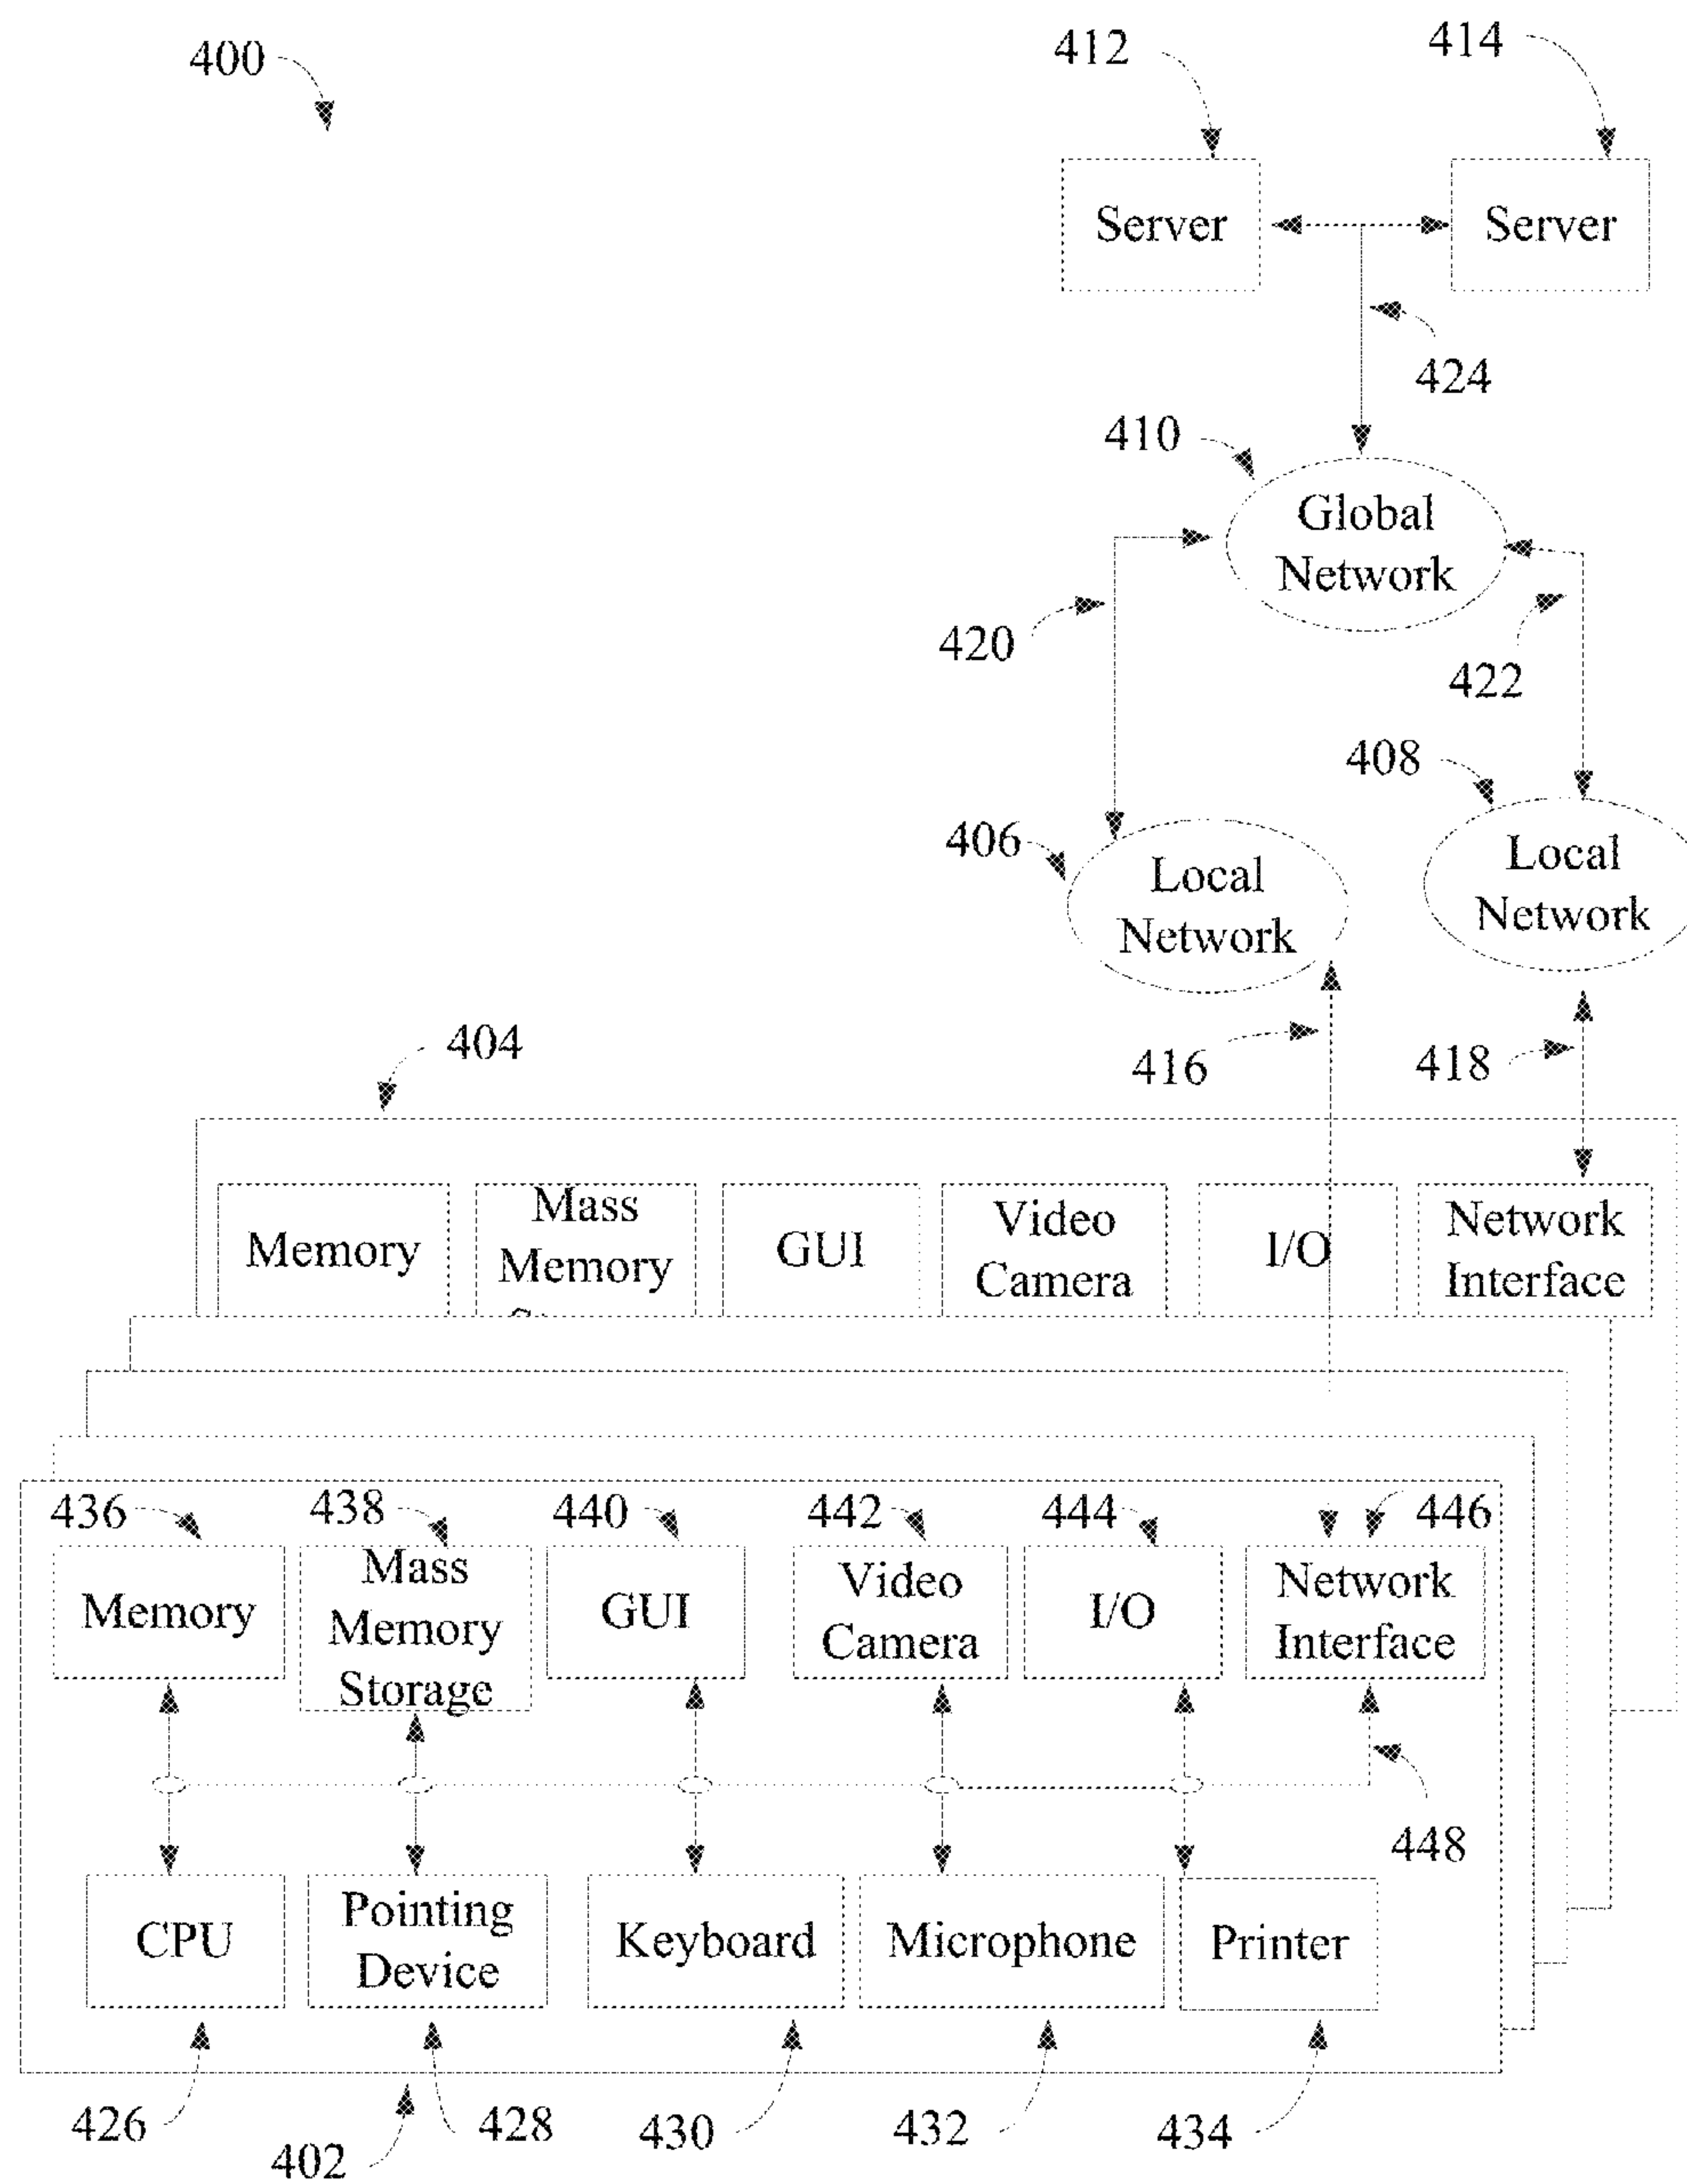 400
412
414
Server
Server
424
410
Global
Network
420
422
408
406
Local
Network
Local
Network
404
416
418
Memory
Mass
Memory
GUI
Video
Camera
I/O
Network
Interface
436
438
440
442
444
446
Memory
Mass
Memory
Storage
GUI
Video
Camera
I/O
Network
Interface
448
CPU
Pointing
Device
Keyboard
Microphone
Printer
426
402
428
430
432
434